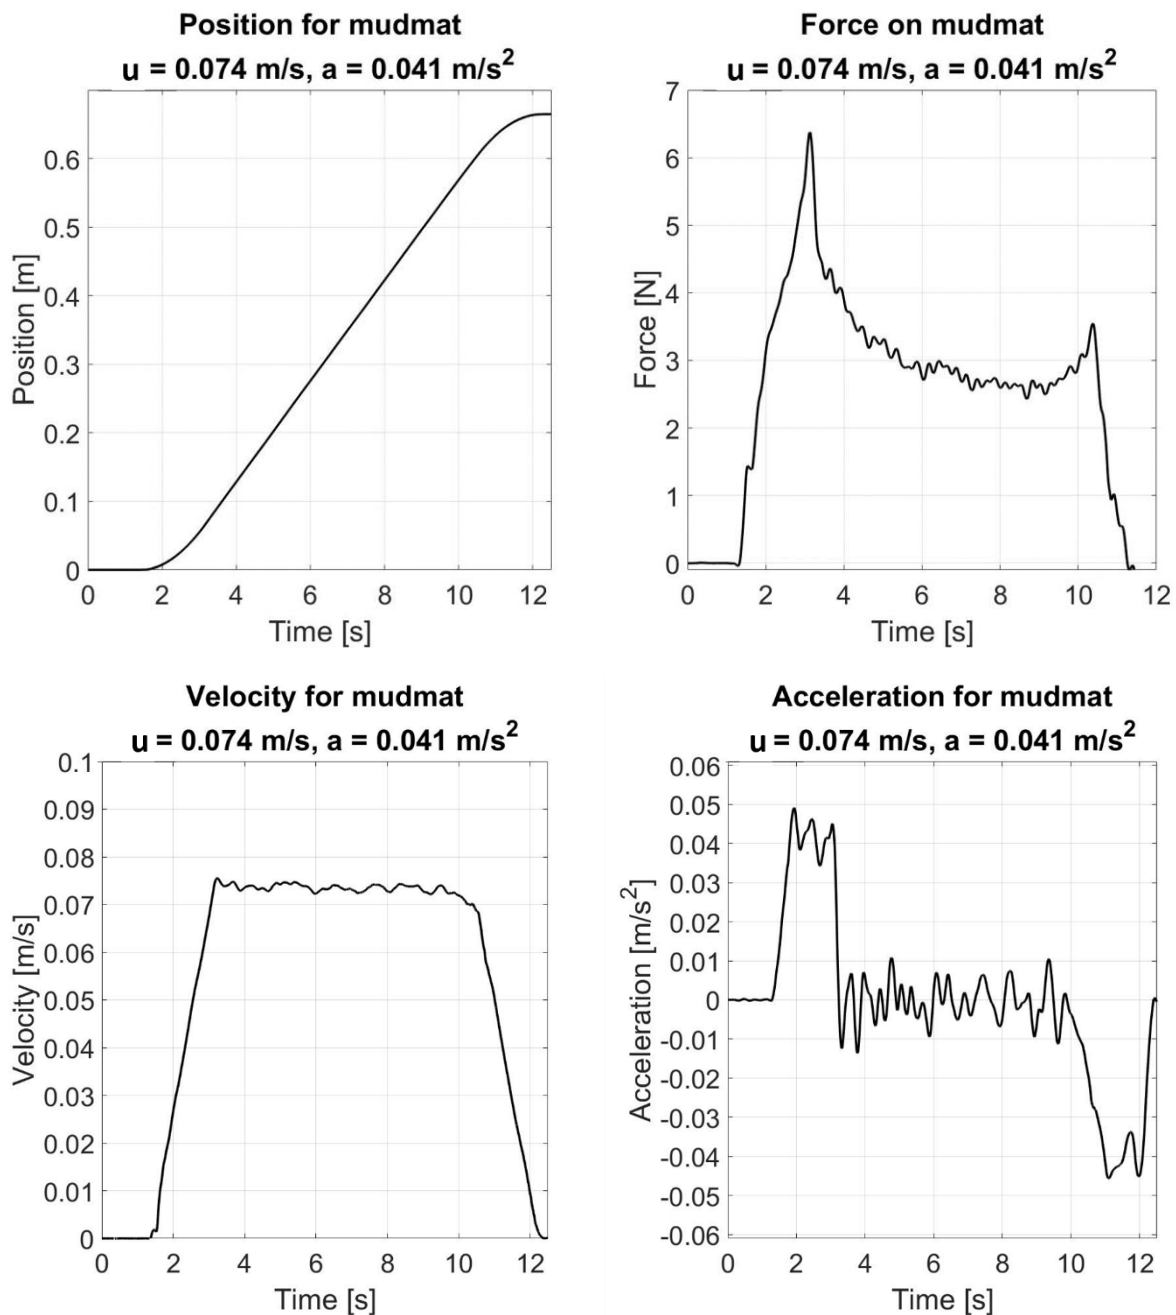 Position for mudmat
u = 0.074 m/s, a = 0.041 m/s²
0.6
0.5
0.4
0.3
0.2
0.1
0
Position [m]
0 2 4 6 8 10 12
Time [s]
Force on mudmat
u = 0.074 m/s, a = 0.041 m/s²
7
6
5
4
3
2
1
0
Force [N]
0 2 4 6 8 10 12
Time [s]
Velocity for mudmat
u = 0.074 m/s, a = 0.041 m/s²
0.1
0.09
0.08
0.07
0.06
0.05
0.04
0.03
0.02
0.01
0
Velocity [m/s]
0 2 4 6 8 10 12
Time [s]
Acceleration for mudmat
u = 0.074 m/s, a = 0.041 m/s²
0.06
0.05
0.04
0.03
0.02
0.01
0
-0.01
-0.02
-0.03
-0.04
-0.05
-0.06
Acceleration [m/s²]
0 2 4 6 8 10 12
Time [s]